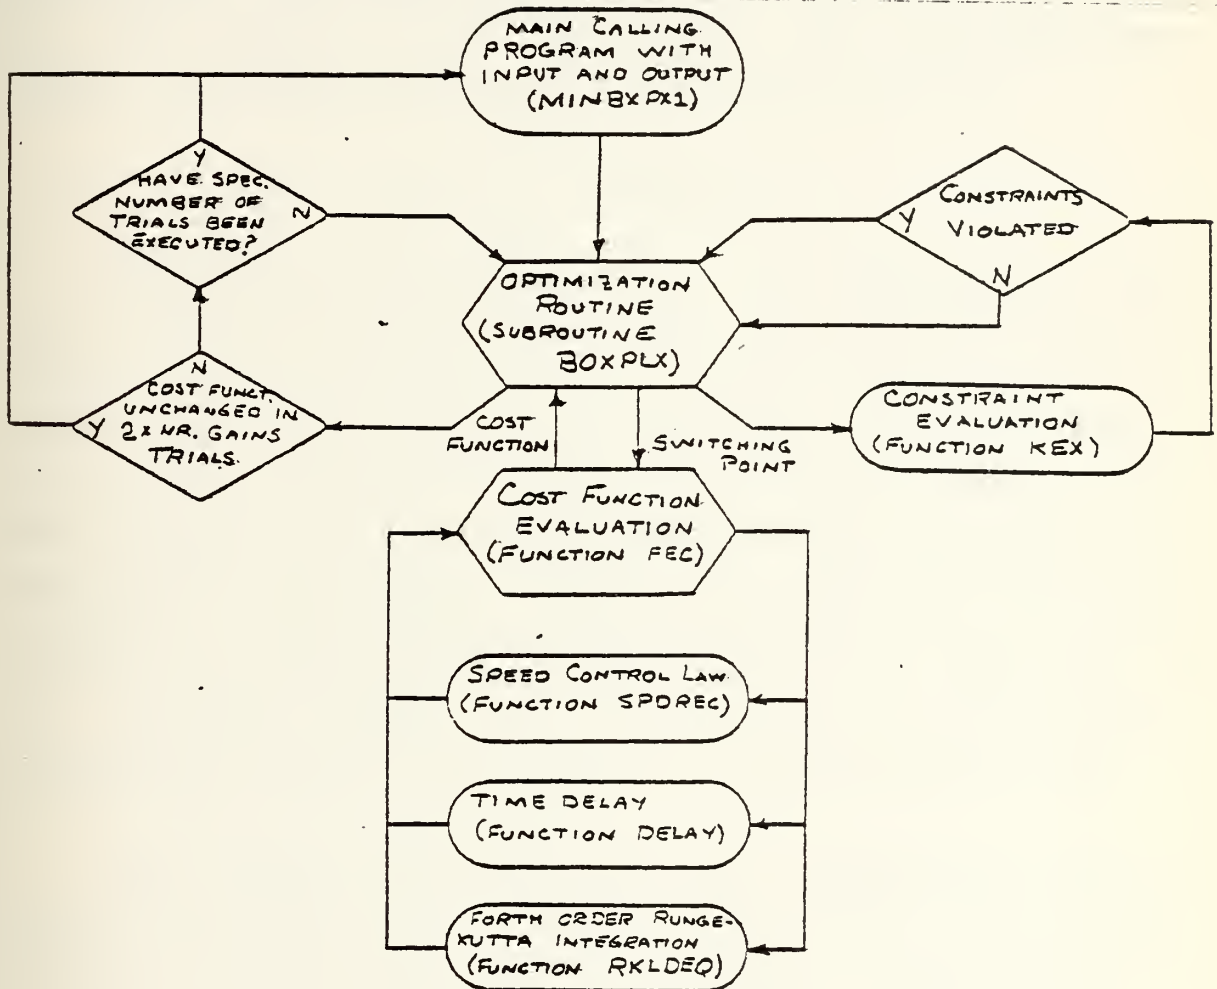 MAIN CALLING
PROGRAM WITH
INPUT AND OUTPUT
(MINBXPX1)
Y
HAVE SPEC.
NUMBER OF
TRIALS BEEN
EXECUTED?
N
CONSTRAINTS
VIOLATED
Y
N
OPTIMIZATION
ROUTINE
(SUBROUTINE
BOXPLX)
N
COST FUNCT.
UNCHANGED IN
2X NR. GAINS
TRIALS.
Y
COST
FUNCTION
SWITCHING
POINT
CONSTRAINT
EVALUATION
(FUNCTION KEX)
COST FUNCTION
EVALUATION
(FUNCTION FEC)
SPEED CONTROL LAW
(FUNCTION SPDREC)
TIME DELAY
(FUNCTION DELAY)
FORTH ORDER RUNGE-
KUTTA INTEGRATION
(FUNCTION RKLDEQ)